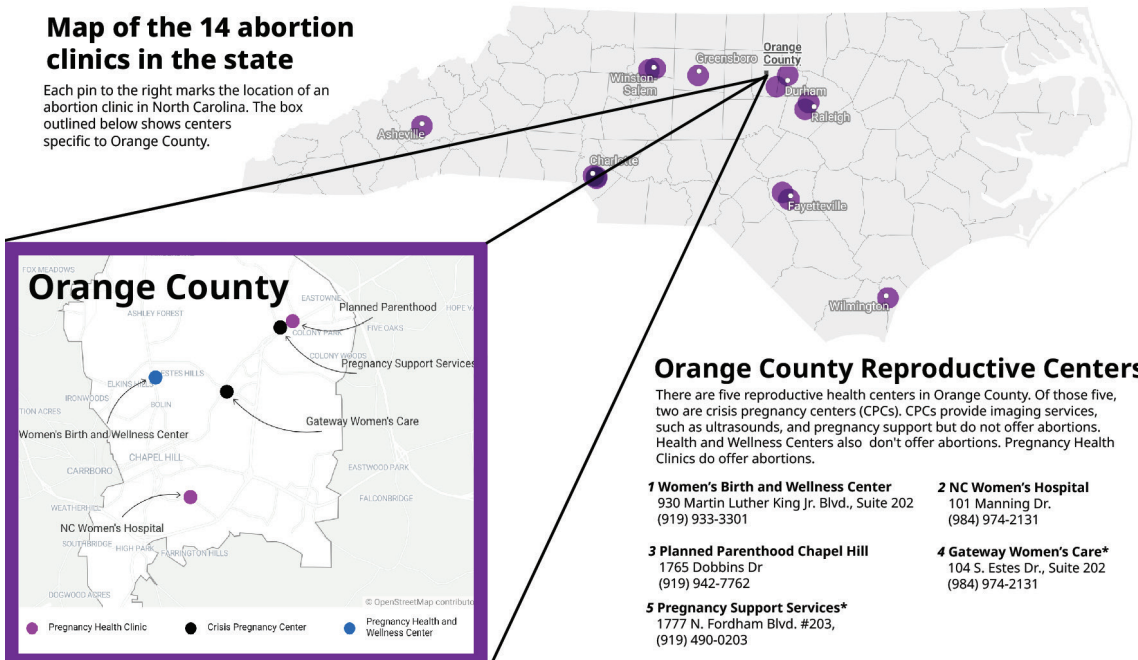 Map of the 14 abortion
clinics in the state
Each pin to the right marks the location of an
abortion clinic in North Carolina. The box
outlined below shows centers
specific to Orange County.
Orange
County
Greensboro
Winston-
Salem
Durham
Raleigh
Asheville
Charlotte
Fayetteville
Wilmington
Orange County
FOX MEADOWS
ASHLEY FOREST
EASTOWNE
HOPE VA
Planned Parenthood
COLONY PARK
FIVE OAKS
COLONY WOODS
Pregnancy Support Services
ESTES HILLS
ELKINS HILLS
IRONWOODS
BOLIN
TION ACRES
Gateway Women's Care
Women's Birth and Wellness Center
CHAPEL HILL
CARRBORO
EASTWOOD PARK
FALCONBRIDGE
WEATHERHILL
NC Women's Hospital
SOUTHBRIDGE
HIGH PARK
FARRINGTON HILLS
DOGWOOD ACRES
© OpenStreetMap contributo
Pregnancy Health Clinic
Crisis Pregnancy Center
Pregnancy Health and
Wellness Center
Orange County Reproductive Centers
There are five reproductive health centers in Orange County. Of those five,
two are crisis pregnancy centers (CPCs). CPCs provide imaging services,
such as ultrasounds, and pregnancy support but do not offer abortions.
Health and Wellness Centers also don't offer abortions. Pregnancy Health
Clinics do offer abortions.
1 Women’s Birth and Wellness Center
930 Martin Luther King Jr. Blvd., Suite 202
(919) 933-3301
2 NC Women’s Hospital
101 Manning Dr.
(984) 974-2131
3 Planned Parenthood Chapel Hill
1765 Dobbins Dr
(919) 942-7762
4 Gateway Women’s Care*
104 S. Estes Dr., Suite 202
(984) 974-2131
5 Pregnancy Support Services*
1777 N. Fordham Blvd. #203,
(919) 490-0203